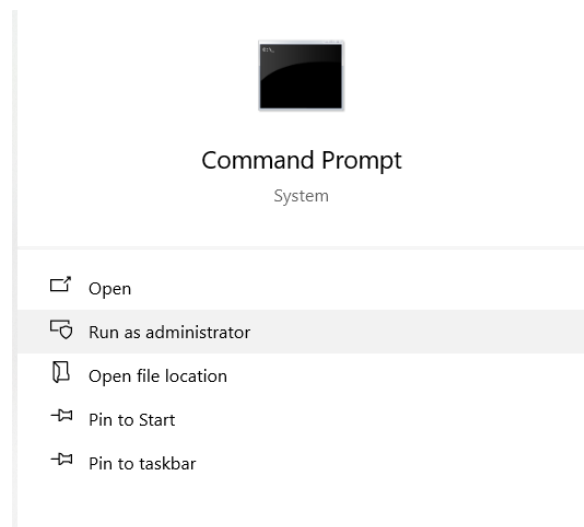 Command Prompt
System
Open
Run as administrator
Open file location
Pin to Start
Pin to taskbar